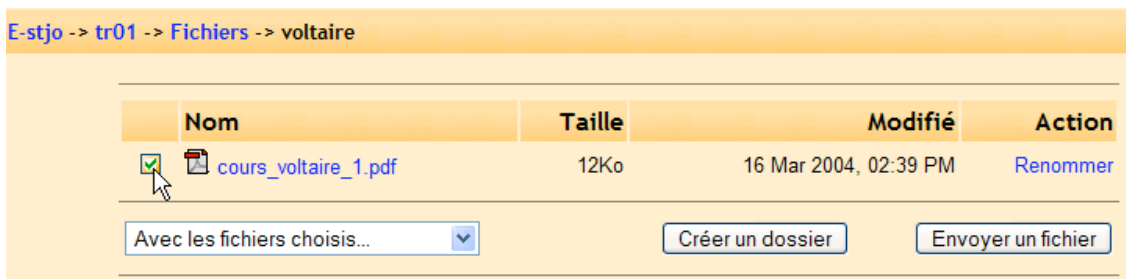 E-stjo -> tr01 -> Fichiers -> voltaire
Nom Taille Modifié Action
cours_voltaire_1.pdf 12Ko 16 Mar 2004, 02:39 PM Renommer
Avec les fichiers choisis... Créer un dossier Envoyer un fichier